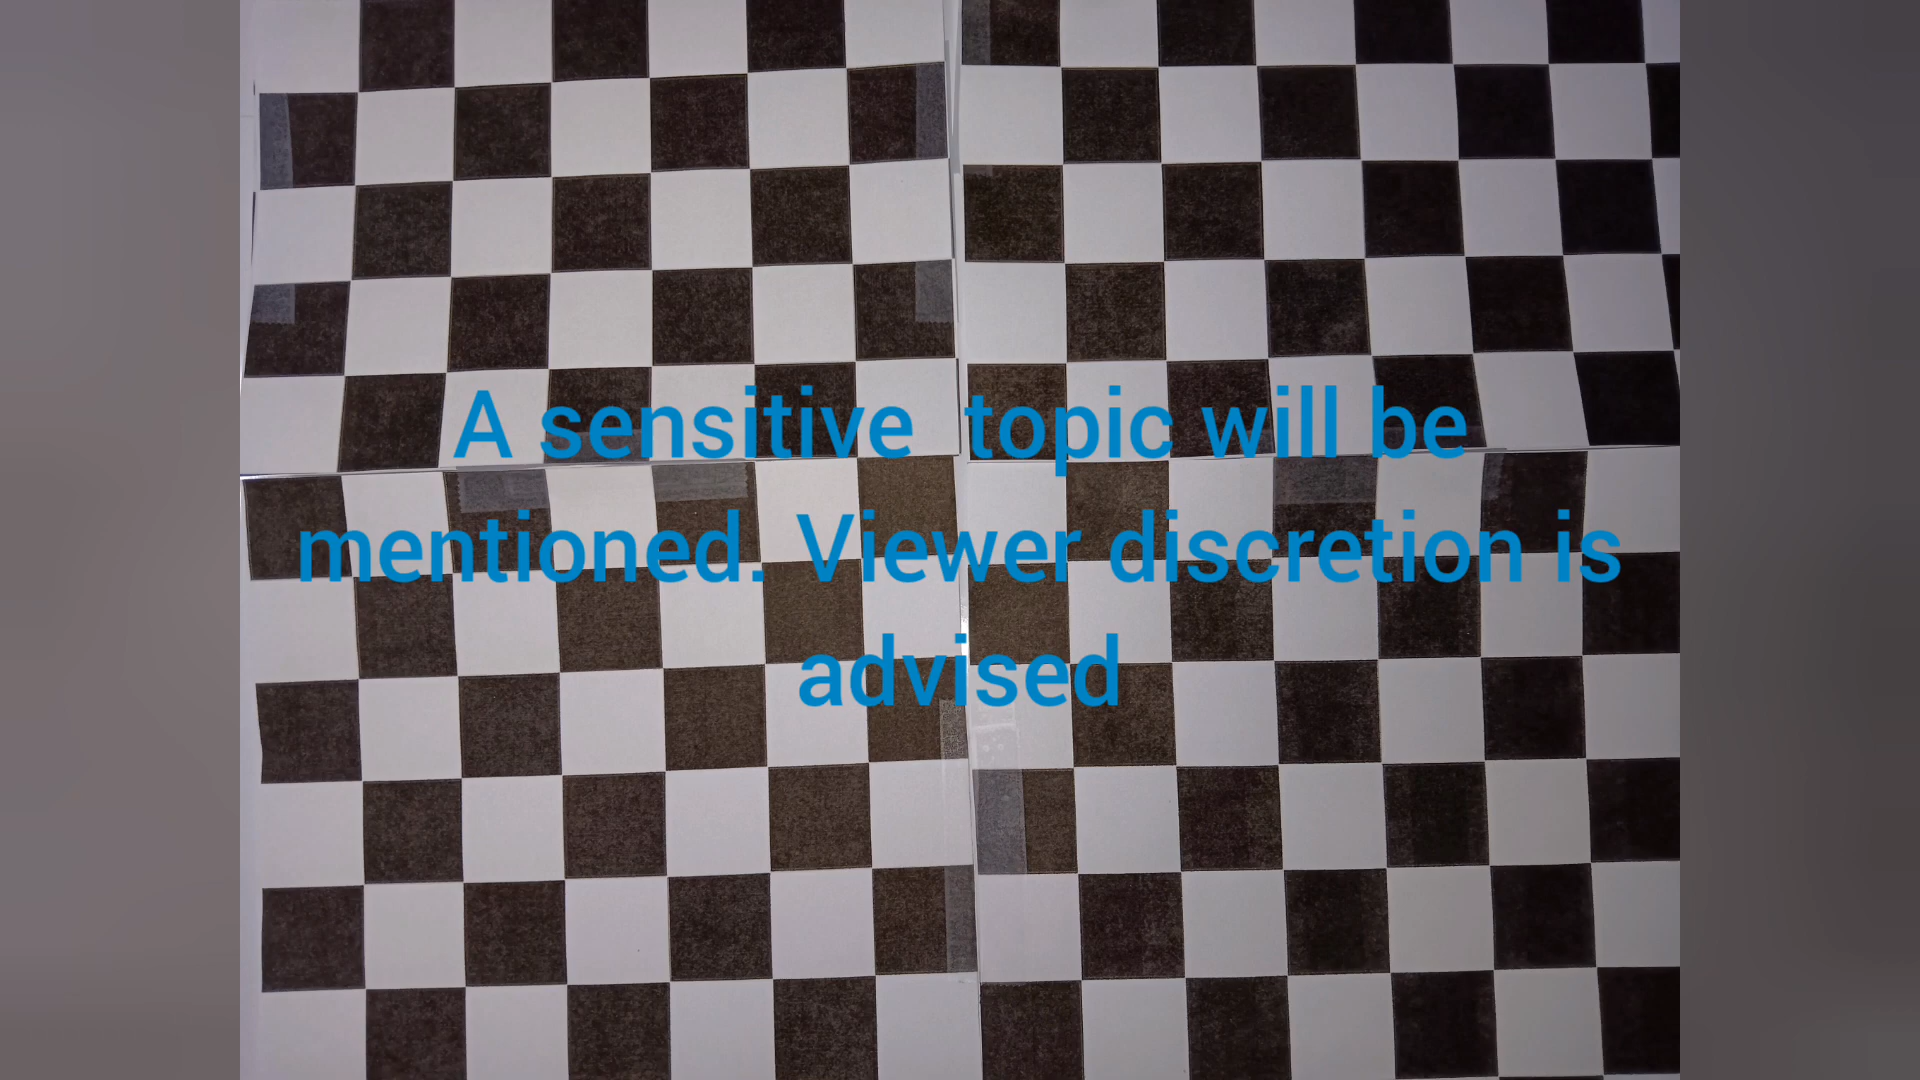 A sensitive  topic will be
mentioned.  Viewer discretion is
advised